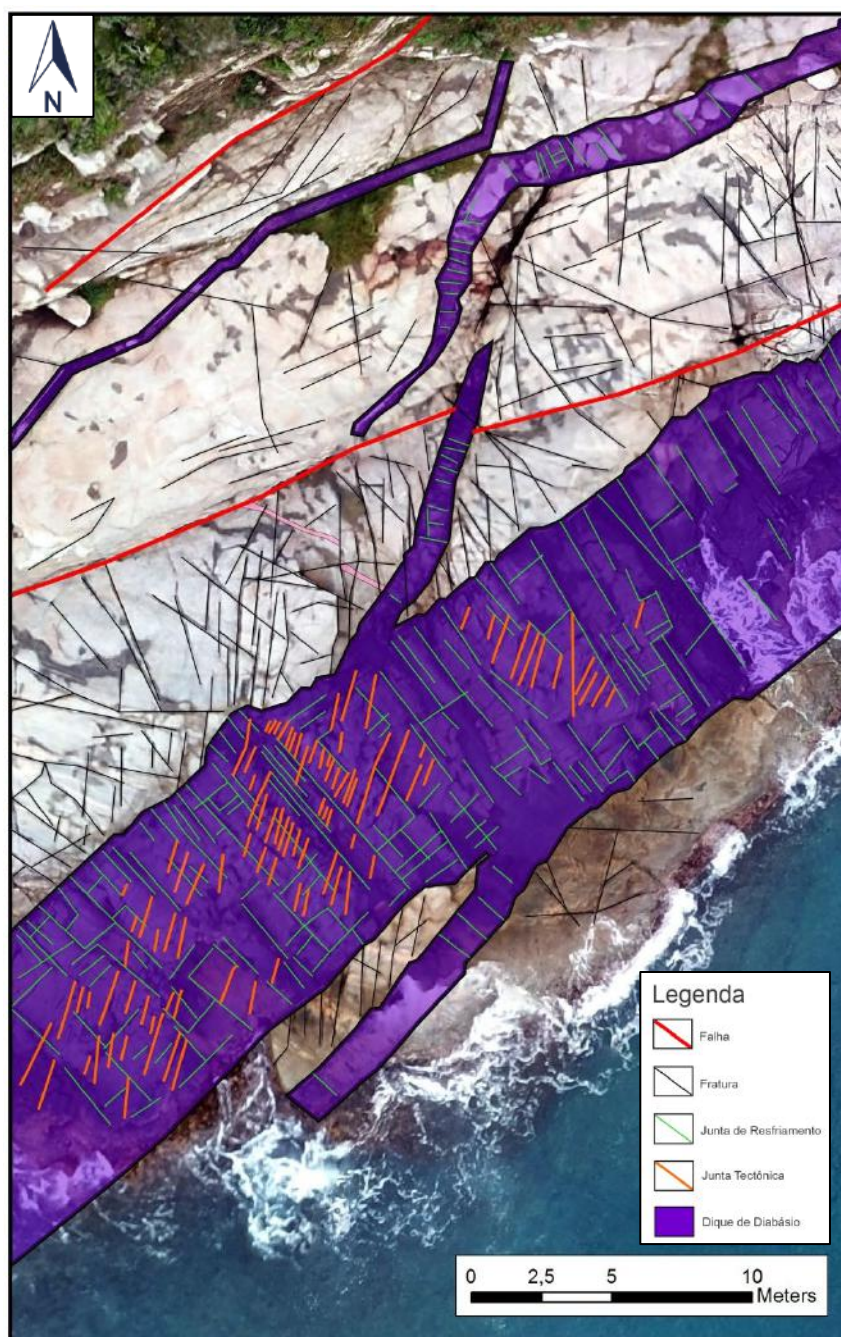 N
Legenda
Falha
Fratura
Junta de Resfriamento
Junta Tectônica
Dique de Diabásio
0 2,5 5 10
Meters